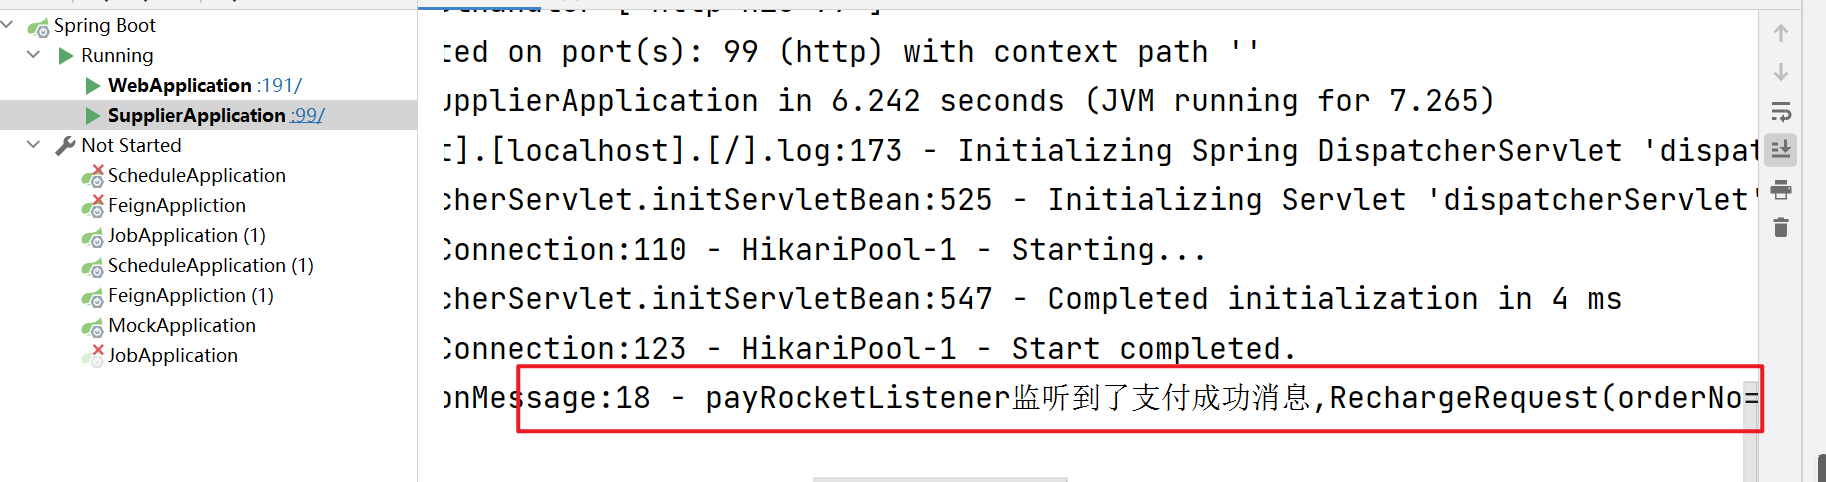 Spring Boot
Running
WebApplication :191/
SupplierApplication :99/
Not Started
ScheduleApplication
FeignAppliction
JobApplication (1)
ScheduleApplication (1)
FeignAppliction (1)
MockApplication
JobApplication
ted on port(s): 99 (http) with context path ''
upplierApplication in 6.242 seconds (JVM running for 7.265)
t].[localhost].[/].log:173 - Initializing Spring DispatcherServlet 'dispat
cherServlet.initServletBean:525 - Initializing Servlet 'dispatcherServlet'
Connection:110 - HikariPool-1 - Starting...
cherServlet.initServletBean:547 - Completed initialization in 4 ms
Connection:123 - HikariPool-1 - Start completed.
onMessage:18 - payRocketListener监听到了支付成功消息,RechargeRequest(orderNo=